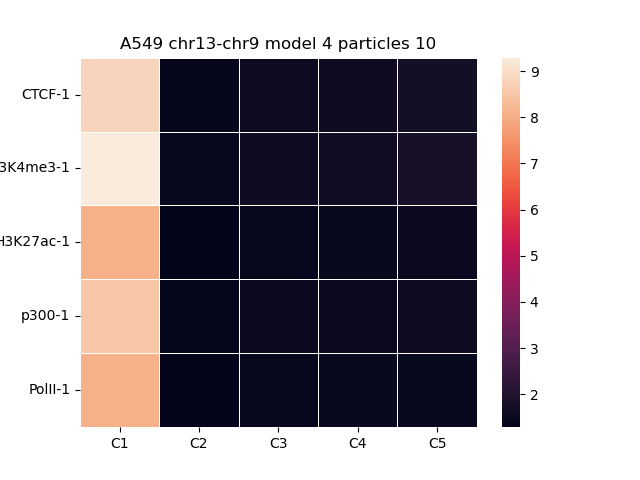 A549 chr13-chr9 model 4 particles 10
CTCF-1
3K4me3-1
H3K27ac-1
p300-1
PolII-1
C1 C2 C3 C4 C5
9
8
7
6
5
4
3
2